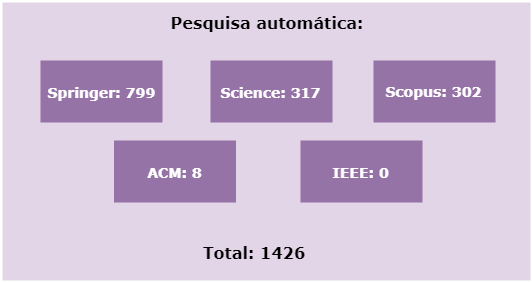 Pesquisa automática:
Springer: 799
Science: 317
Scopus: 302
ACM: 8
IEEE: 0
Total: 1426